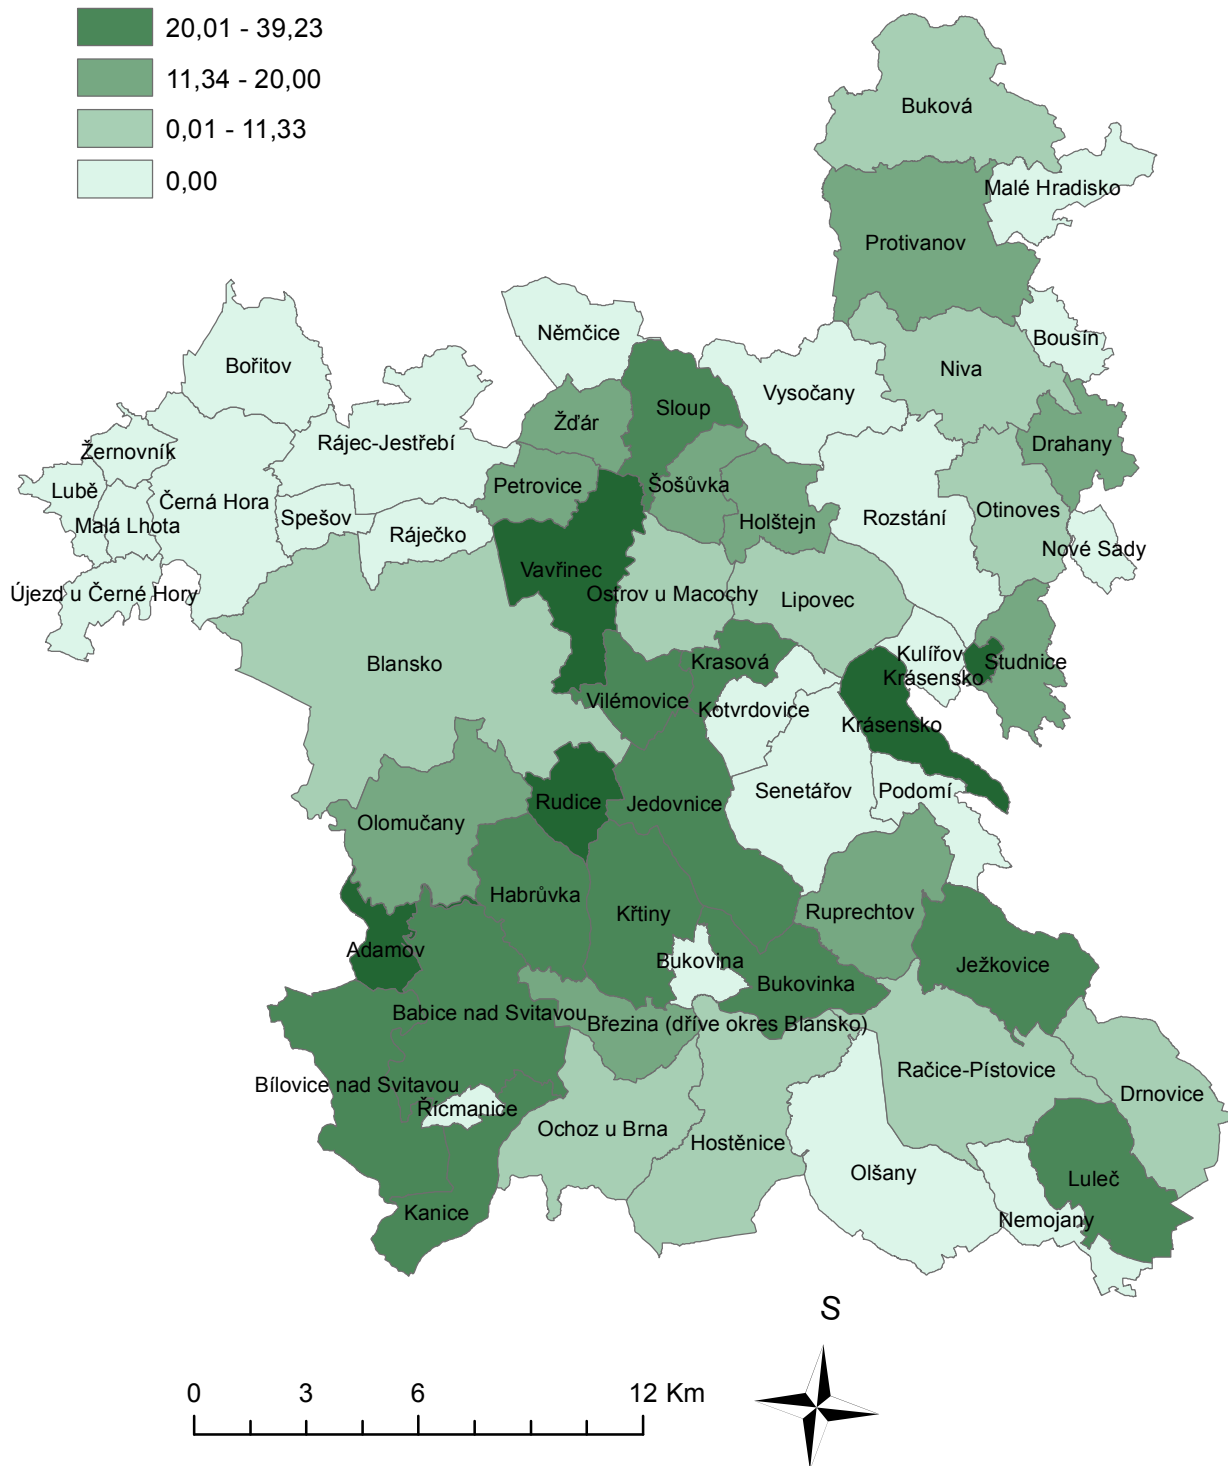 20,01 - 39,23
11,34 - 20,00
0,01 - 11,33
0,00
Buková
Malé Hradisko
Protivanov
Němčice
Bousín
Bořitov
Niva
Vysočany
Sloup
Žďár
Rájec-Jestřebí
Drahany
Žernovník
Lubě
Petrovice
Šošůvka
Černá Hora
Otinoves
Spešov
Holštejn
Rozstání
Malá Lhota
Ráječko
Nové Sady
Vavřinec
Újezd u Černé Hory
Ostrov u Macochy
Lipovec
Kulířov
Blansko
Krasová
Studnice
Krásensko
Vilémovice
Kotvrdovice
Krásensko
Senetářov
Podomí
Rudice
Jedovnice
Olomučany
Habrůvka
Křtiny
Ruprechtov
Adamov
Bukovina
Ježkovice
Bukovinka
Babice nad Svitavou
Březina (dříve okres Blansko)
Račice-Pístovice
Bílovice nad Svitavou
Drnovice
Řícmanice
Ochoz u Brna
Hostěnice
Olšany
Luleč
Kanice
Nemojany
S
0 3 6 12 Km